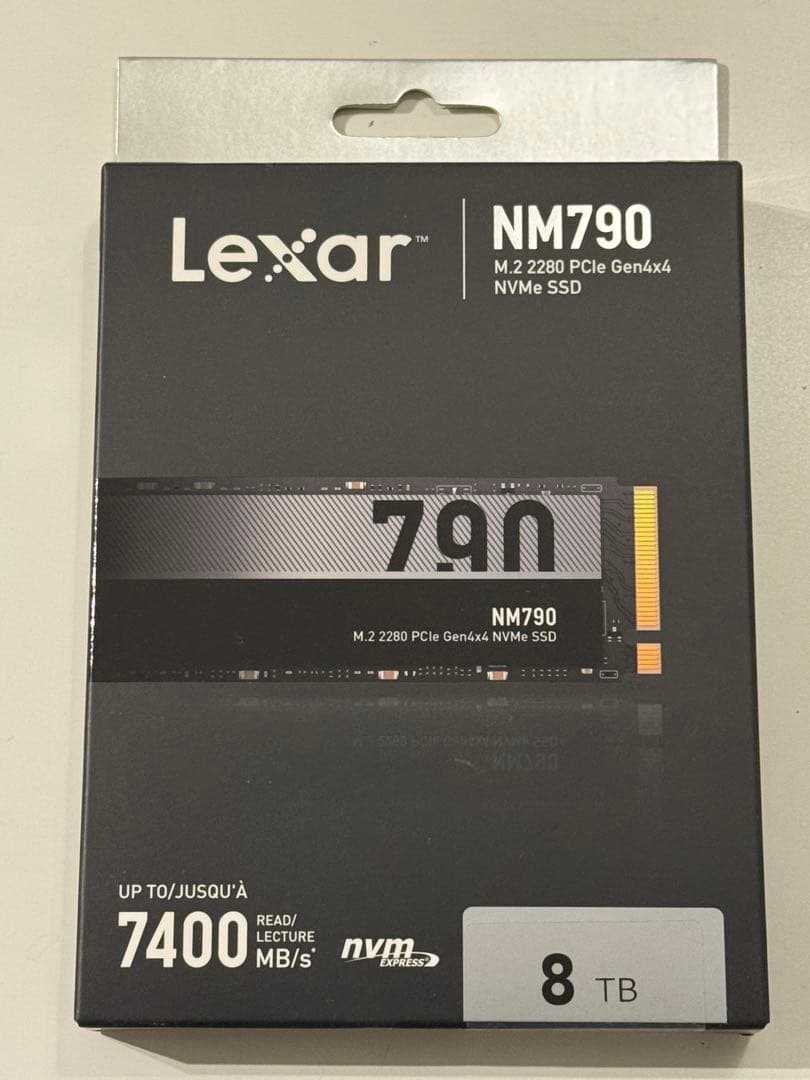 Lexar™
NM790
M.2 2280 PCIe Gen4x4
NVMe SSD
790
NM790
M.2 2280 PCIe Gen4x4 NVMe SSD
UP TO/JUSQU'À
7400 READ/
LECTURE
MB/s*
nvm
EXPRESS®
8 TB